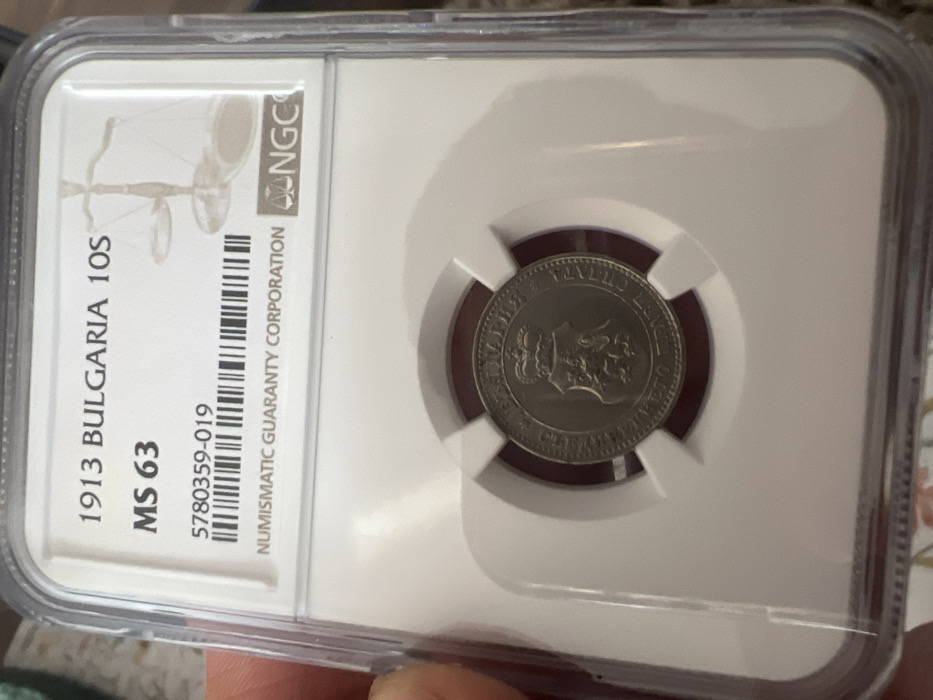 1913 BULGARIA 10S
MS 63
5780359-019
NGC
NUMISMATIC GUARANTY CORPORATION